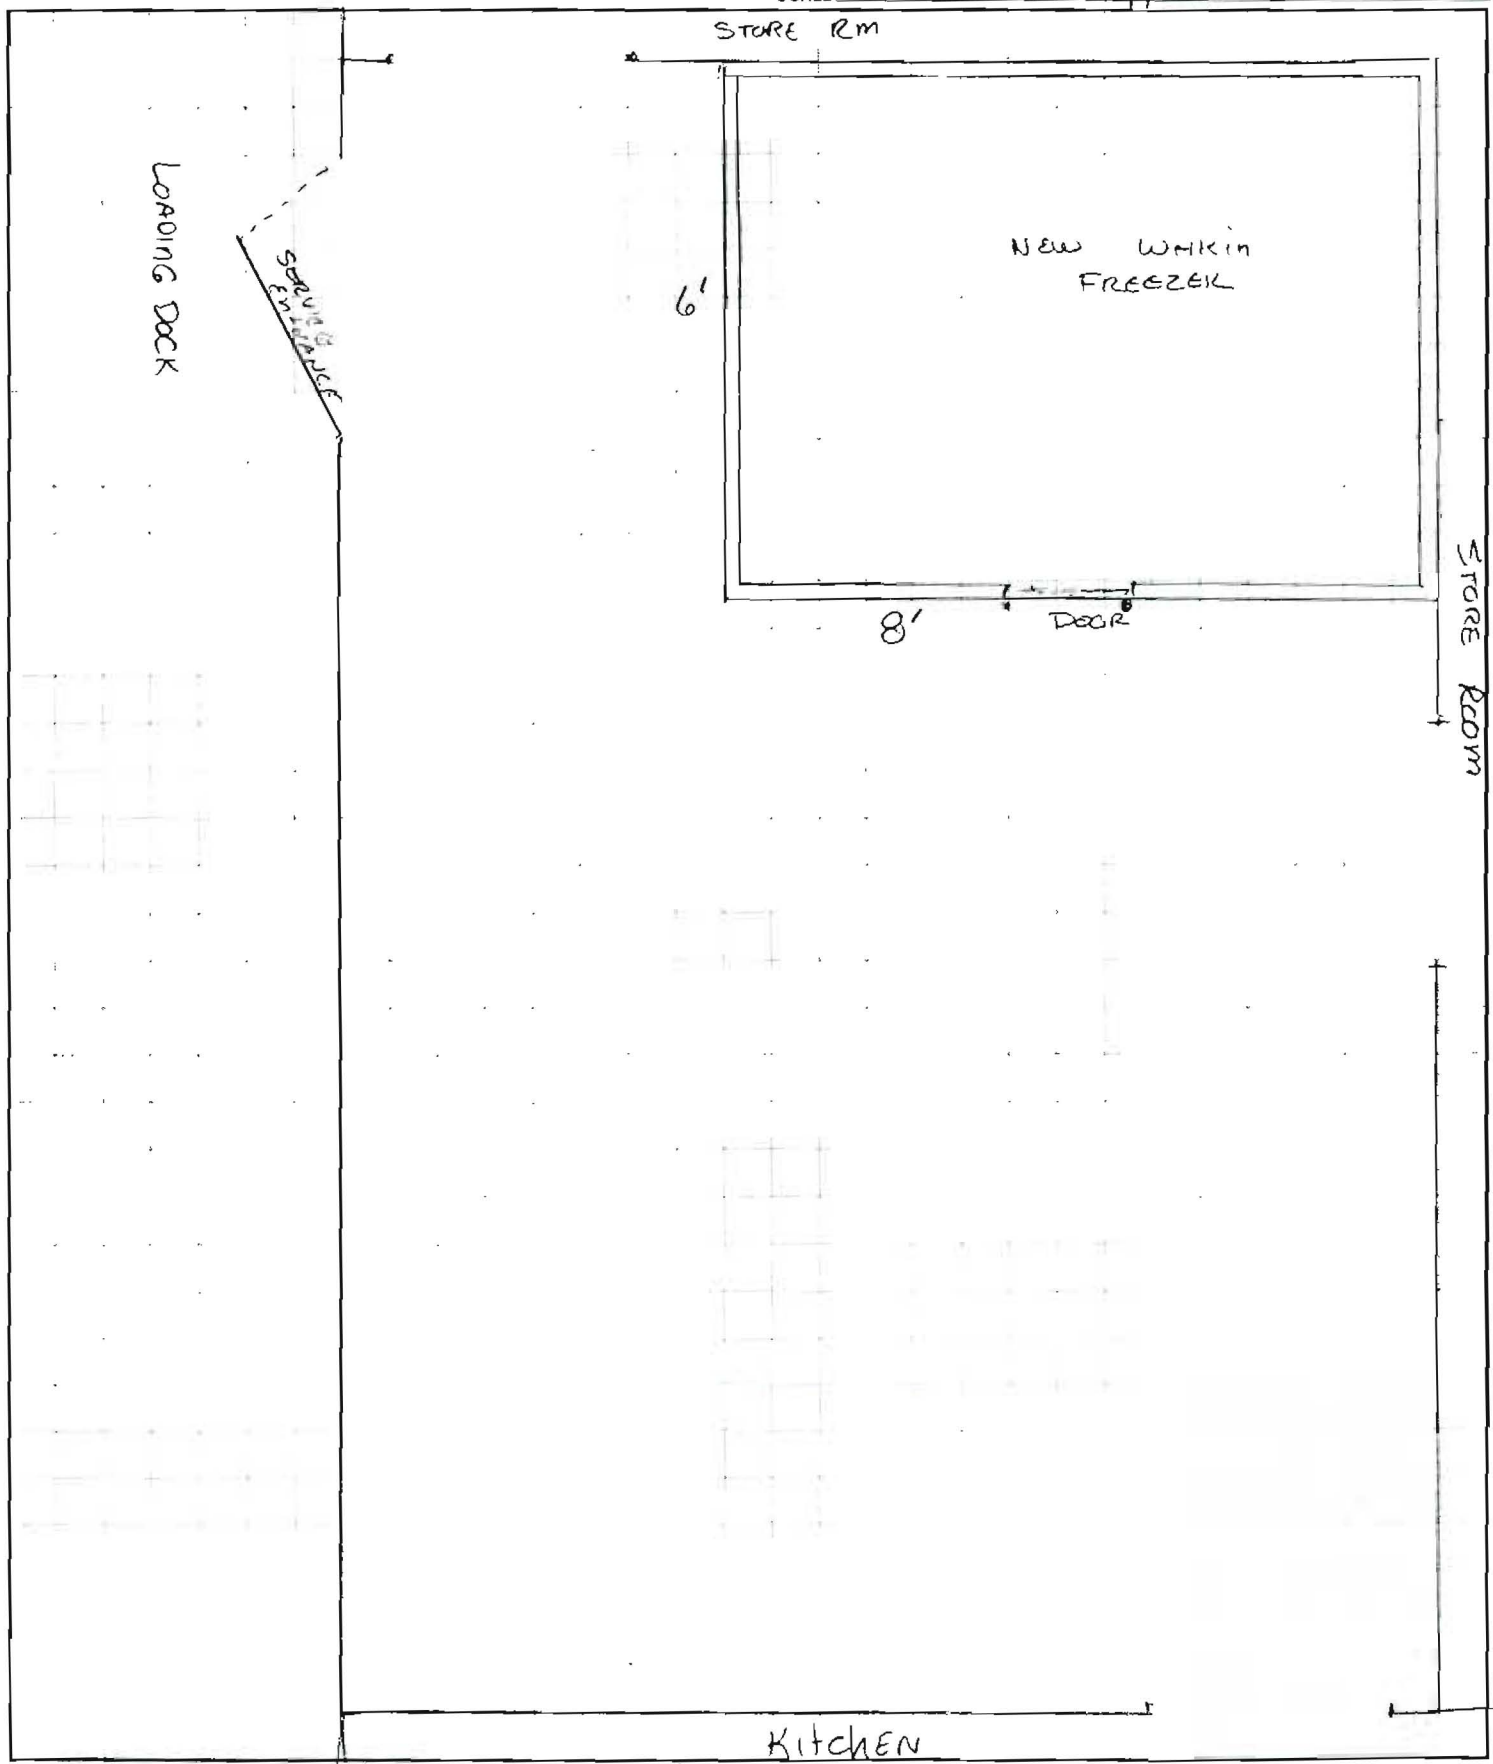 STORE RM
LOADING DOCK
SERVICE
ENTRANCE
6'
NEW WALKIN
FREEZER
8'
DOOR
STORE ROOM
KITCHEN